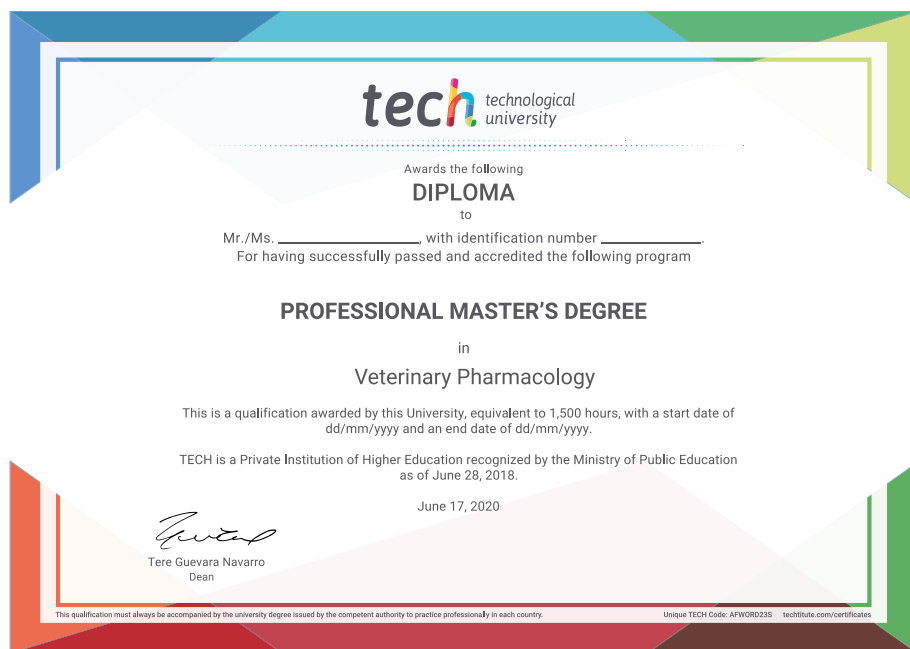 tech technological
university
Awards the following
DIPLOMA
to
Mr./Ms. ____________, with identification number ____________.
For having successfully passed and accredited the following program
PROFESSIONAL MASTER'S DEGREE
in
Veterinary Pharmacology
This is a qualification awarded by this University, equivalent to 1,500 hours, with a start date of
dd/mm/yyyy and an end date of dd/mm/yyyy.
TECH is a Private Institution of Higher Education recognized by the Ministry of Public Education
as of June 28, 2018.
June 17, 2020
Tere Guevara Navarro
Dean
This qualification must always be accompanied by the university degree issued by the competent authority to practice professionally in each country.
Unique TECH Code: AFWORD23S techtitute.com/certificates